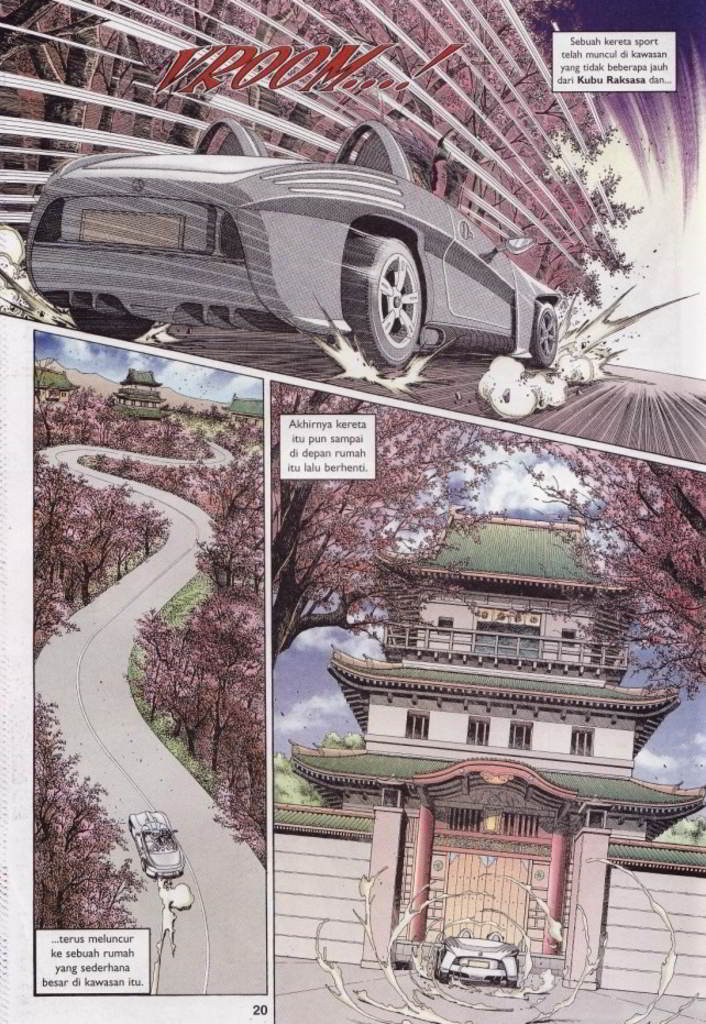 VROOM...!
Sebuah kereta sport
telah muncul di kawasan
yang tidak beberapa jauh
dari Kubu Raksasa dan...
...terus meluncur
ke sebuah rumah
yang sederhana
besar di kawasan itu.
Akhirnya kereta
itu pun sampai
di depan rumah
itu lalu berhenti.
20